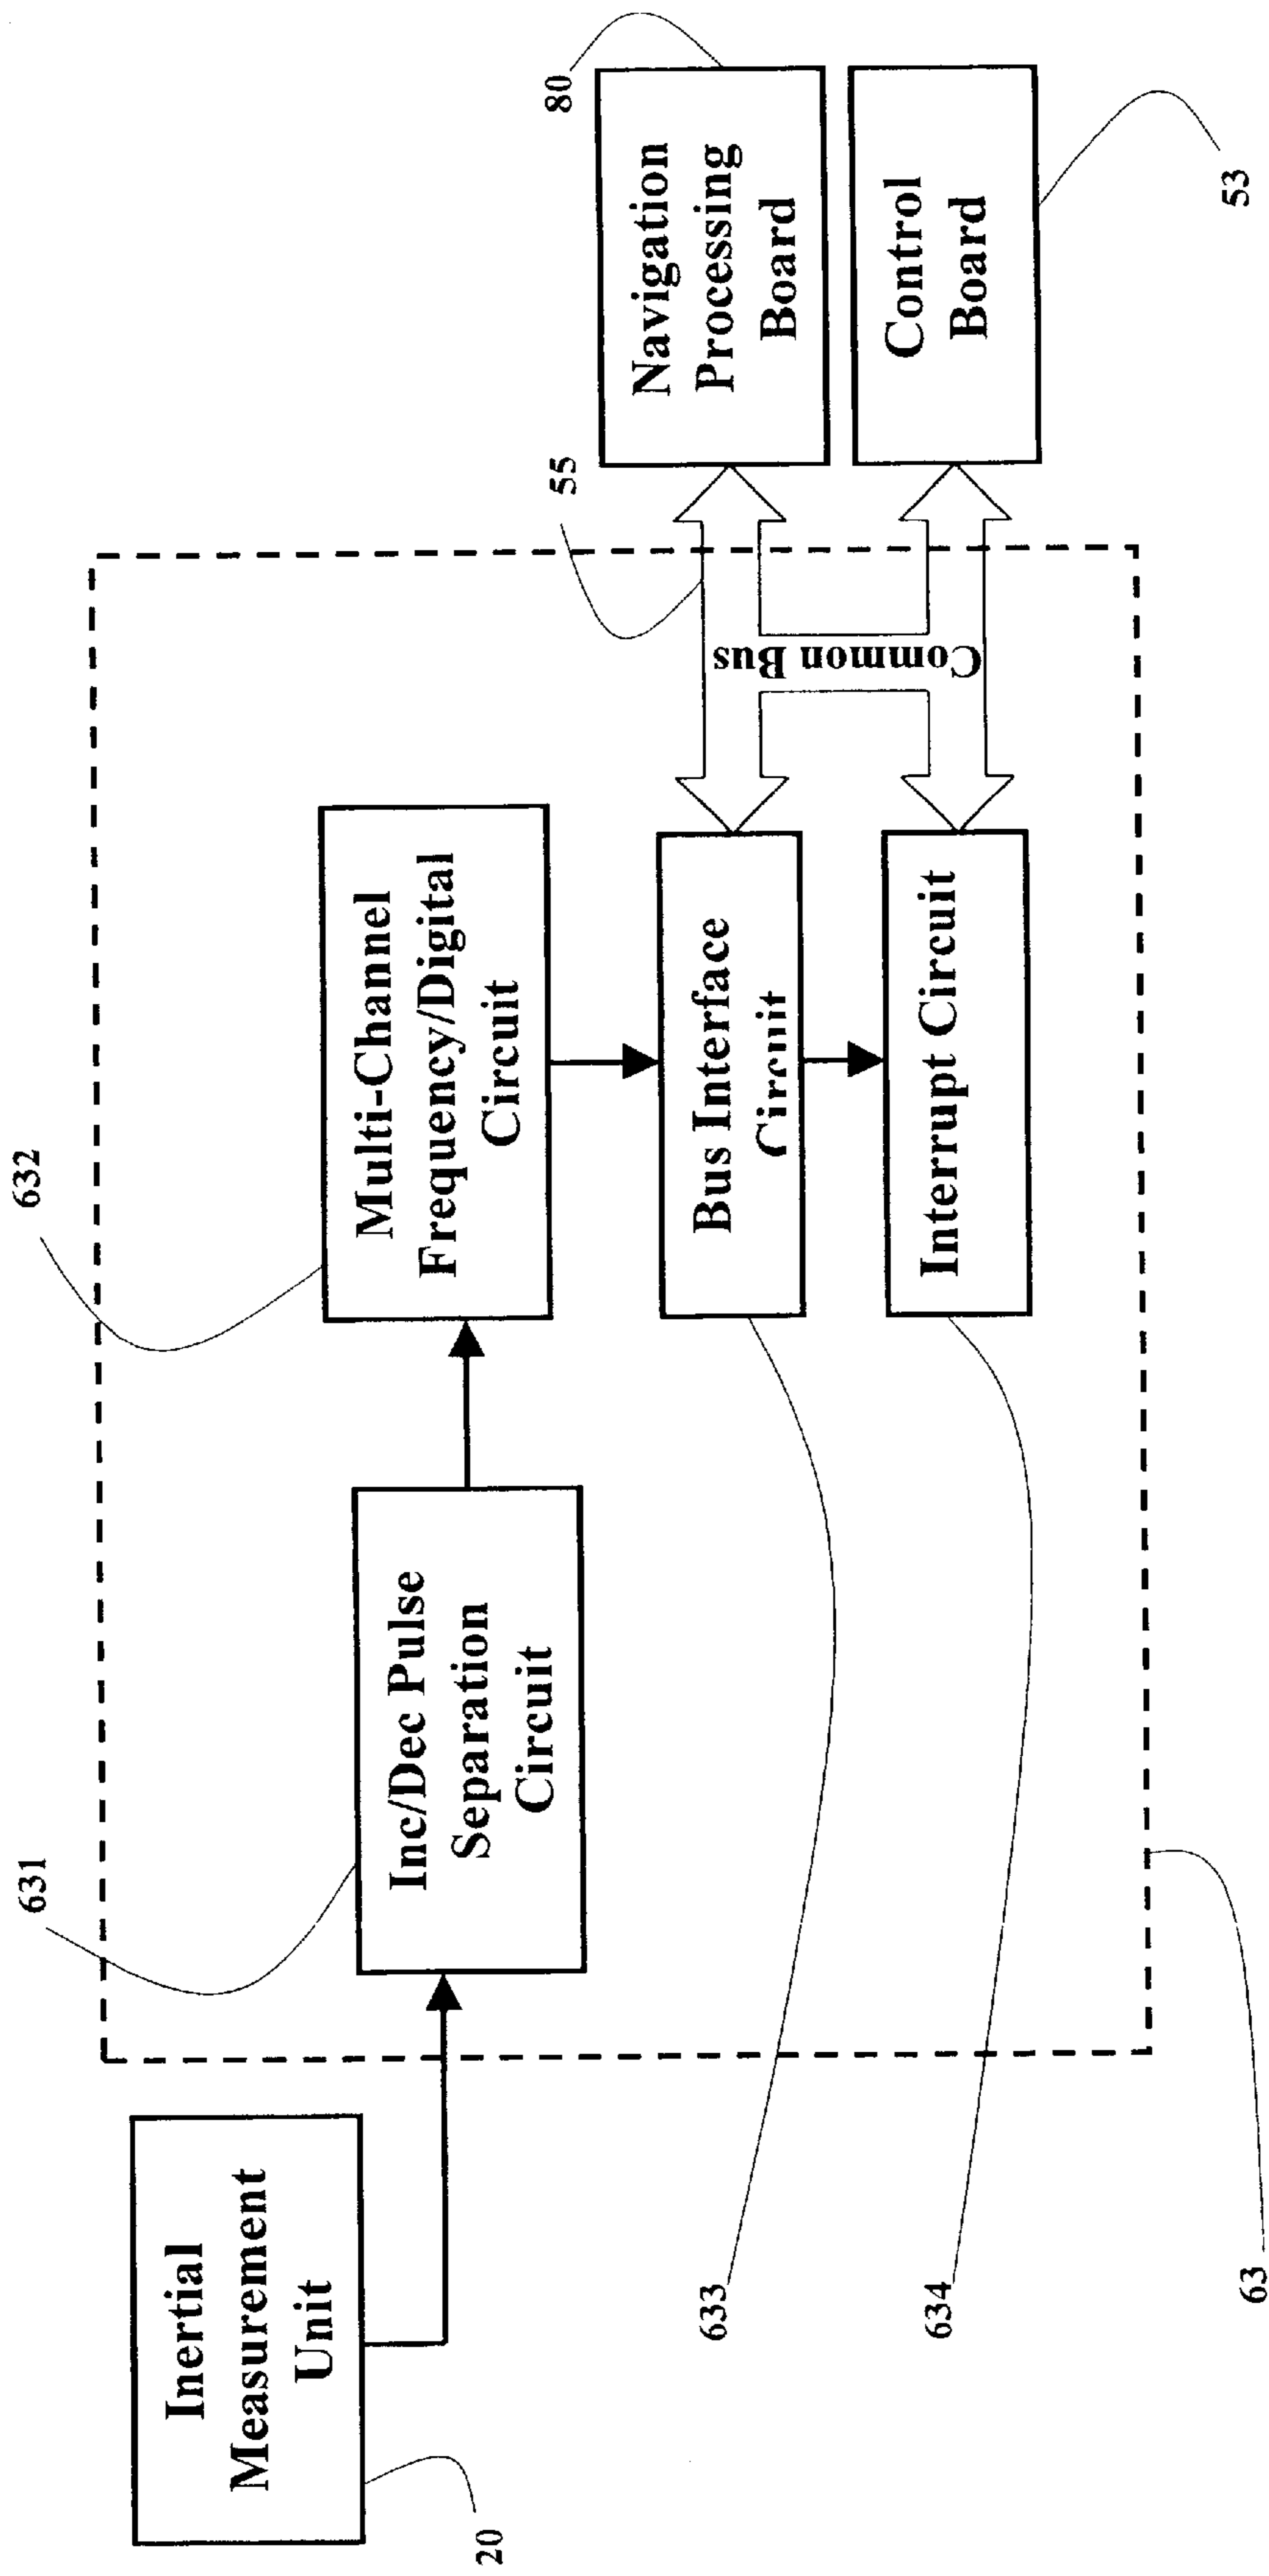 631
632
80
Inertial
Measurement
Unit
20
Inc/Dec Pulse
Separation
Circuit
Multi-Channel
Frequency/Digital
Circuit
55
Navigation
Processing
Board
Bus Interface
Circuit
Common Bus
Control
Board
Interrupt Circuit
633
634
63
53